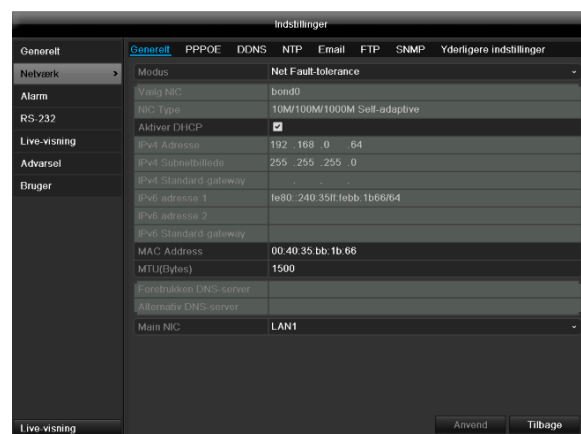 Indstillinger
Generelt
Netværk
Alarm
RS-232
Live-visning
Advarsel
Bruger
Live-visning
Generelt PPPOE DDNS NTP Email FTP SNMP Yderligere indstillinger
Modus Net Fault-tolerance
Vælg NIC bond0
NIC Type 10M/100M/1000M Self-adaptive
Aktiver DHCP
IPv4 Adresse 192 .168 .0 .64
IPv4 Subnetbillede 255 .255 .255 .0
IPv4 Standard-gateway . . .
IPv6 adresse 1 fe80::240:35ff:febb:1b66/64
IPv6 adresse 2
IPv6 Standard-gateway
MAC Address 00:40:35:bb:1b:66
MTU(Bytes) 1500
Foretrukken DNS-server
Alternativ DNS-server
Main NIC LAN1
Anvend Tilbage